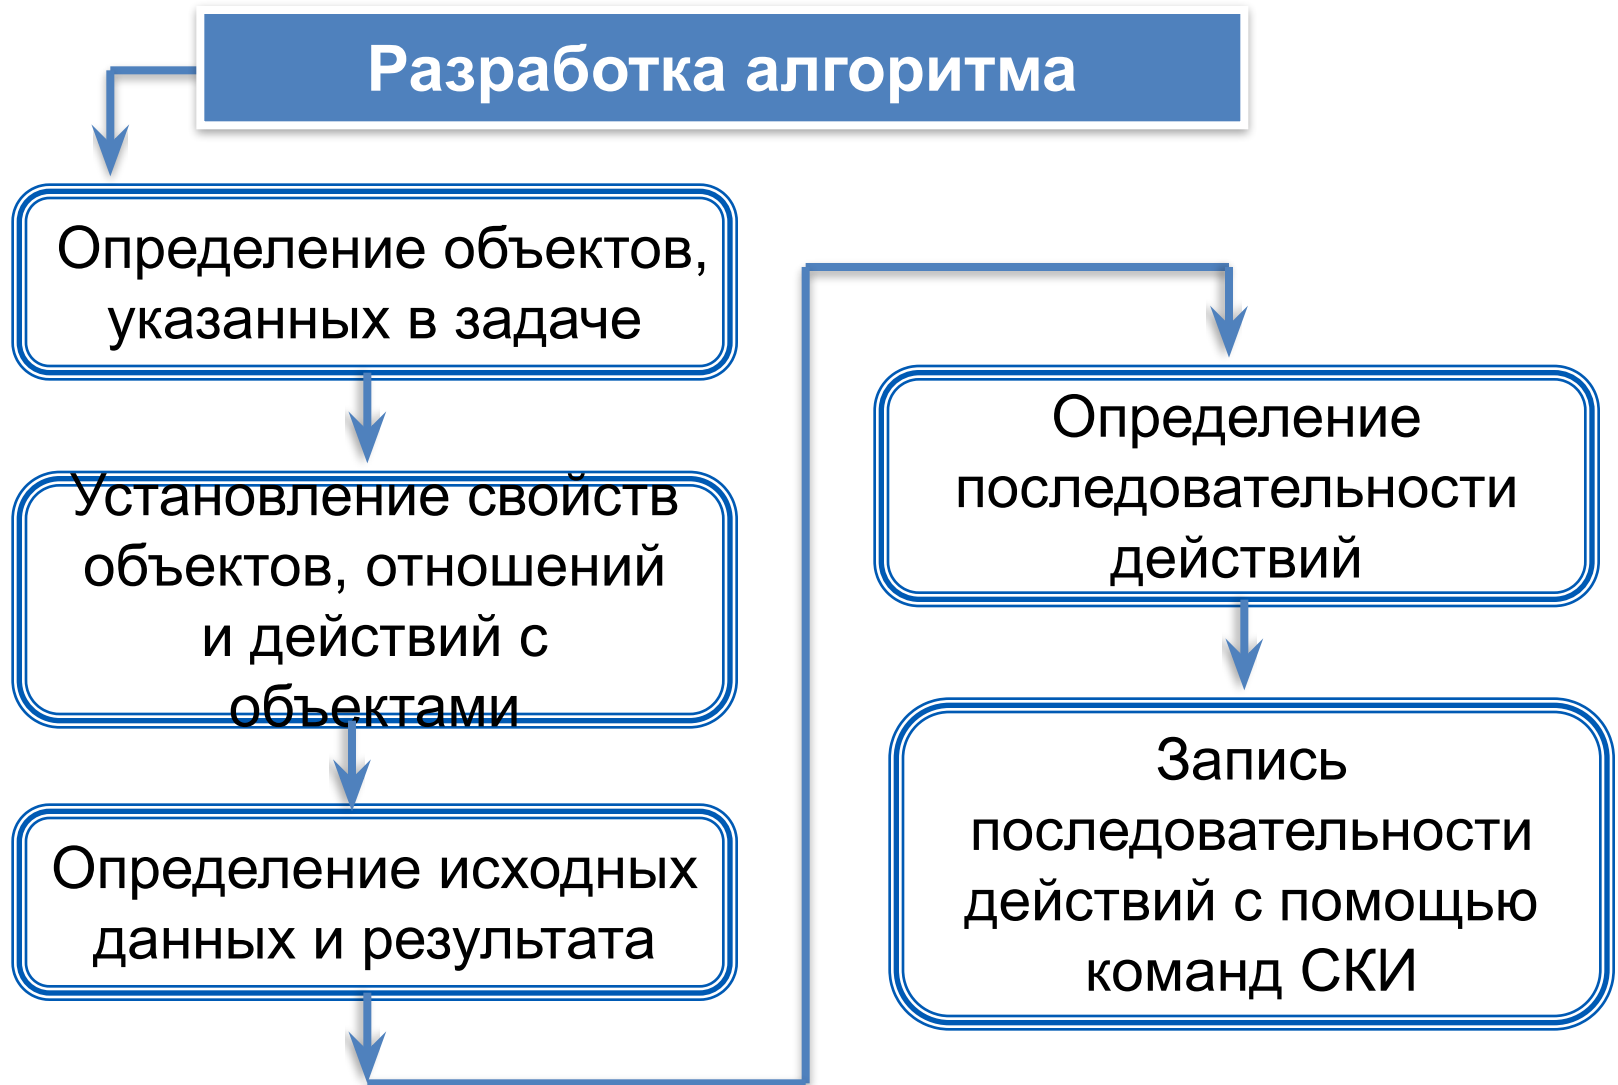 Разработка алгоритма
Определение объектов,
указанных в задаче
Установление свойств
объектов, отношений
и действий с
объектами
Определение исходных
данных и результата
Определение
последовательности
действий
Запись
последовательности
действий с помощью
команд СКИ